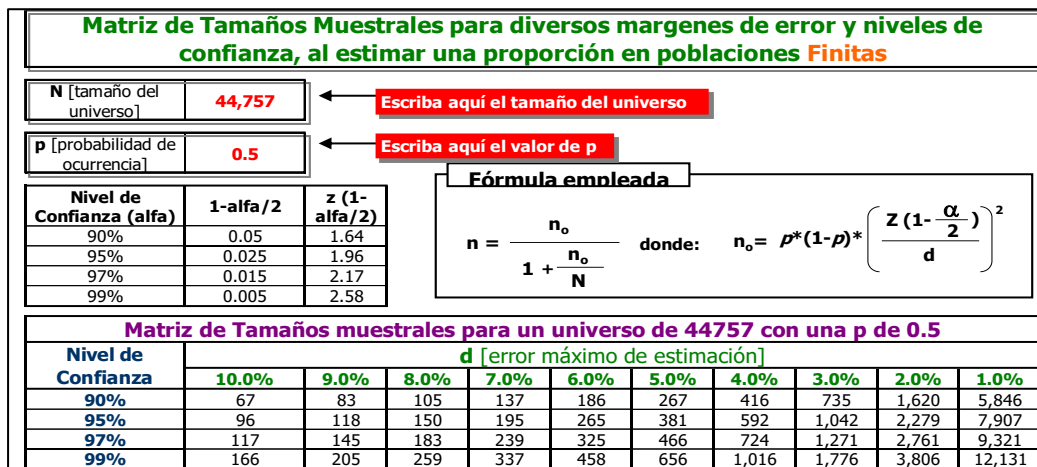 Matriz de Tamaños Muestrales para diversos margenes de error y niveles de
confianza, al estimar una proporción en poblaciones Finitas
N [tamaño del
universo]
44,757
Escriba aquí el tamaño del universo
p [probabilidad de
ocurrencia]
0.5
Escriba aquí el valor de p
Nivel de
Confianza (alfa)
1-alfa/2
z (1-
alfa/2)
90% 0.05 1.64
95% 0.025 1.96
97% 0.015 2.17
99% 0.005 2.58
Fórmula empleada
n = nₒ / (1 + nₒ/N) donde: nₒ= p*(1-p)* (Z (1- α/2 ) / d)²
Matriz de Tamaños muestrales para un universo de 44757 con una p de 0.5
Nivel de
Confianza
d [error máximo de estimación]
10.0% 9.0% 8.0% 7.0% 6.0% 5.0% 4.0% 3.0% 2.0% 1.0%
90% 67 83 105 137 186 267 416 735 1,620 5,846
95% 96 118 150 195 265 381 592 1,042 2,279 7,907
97% 117 145 183 239 325 466 724 1,271 2,761 9,321
99% 166 205 259 337 458 656 1,016 1,776 3,806 12,131